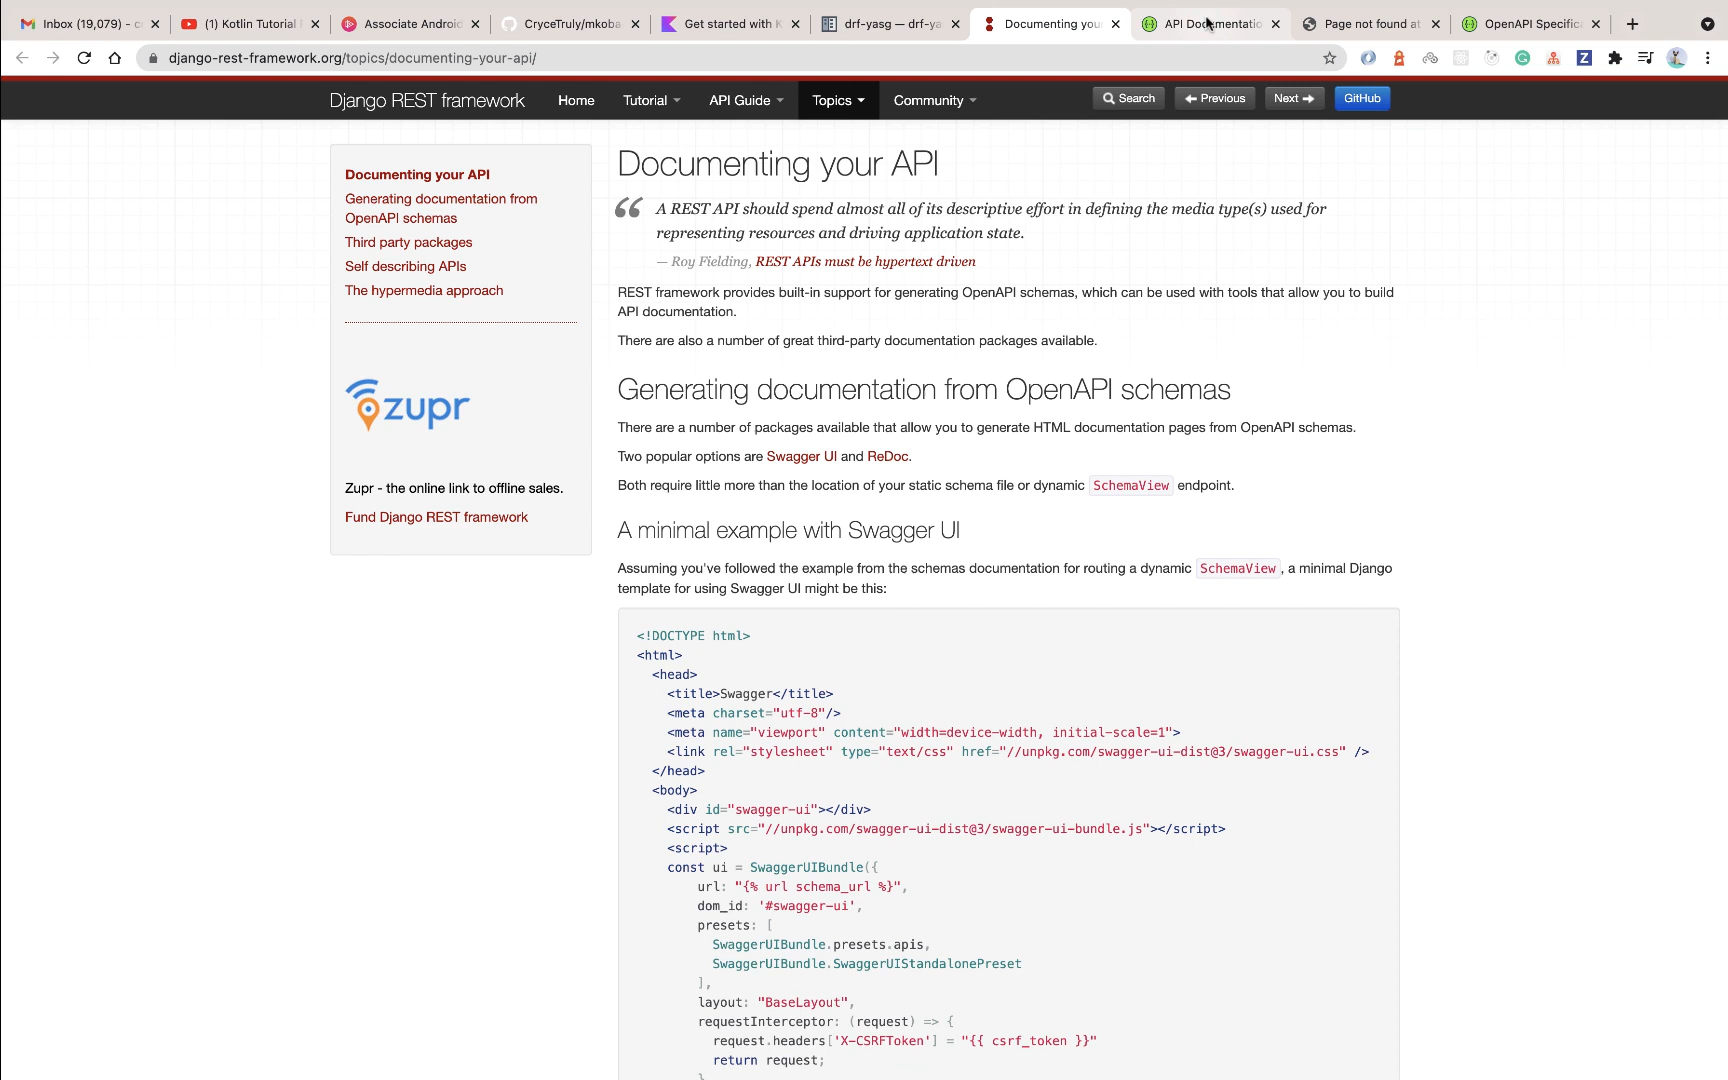 Inbox (19,079) - c
(1) Kotlin Tutorial
Associate Android
CryceTruly/mkoba
Get started with K
drf-yasg — drf-ya
Documenting your
API Documentatio
Page not found at
OpenAPI Specific
django-rest-framework.org/topics/documenting-your-api/
Django REST framework
Home
Tutorial
API Guide
Topics
Community
Search
Previous
Next
GitHub
Documenting your API
Generating documentation from
OpenAPI schemas
Third party packages
Self describing APIs
The hypermedia approach
zupr
Zupr - the online link to offline sales.
Fund Django REST framework
Documenting your API
“ A REST API should spend almost all of its descriptive effort in defining the media type(s) used for
representing resources and driving application state.
— Roy Fielding, REST APIs must be hypertext driven
REST framework provides built-in support for generating OpenAPI schemas, which can be used with tools that allow you to build
API documentation.
There are also a number of great third-party documentation packages available.
Generating documentation from OpenAPI schemas
There are a number of packages available that allow you to generate HTML documentation pages from OpenAPI schemas.
Two popular options are Swagger UI and ReDoc.
Both require little more than the location of your static schema file or dynamic SchemaView endpoint.
A minimal example with Swagger UI
Assuming you've followed the example from the schemas documentation for routing a dynamic SchemaView, a minimal Django
template for using Swagger UI might be this:
<!DOCTYPE html>
<html>
<head>
<title>Swagger</title>
<meta charset="utf-8"/>
<meta name="viewport" content="width=device-width, initial-scale=1">
<link rel="stylesheet" type="text/css" href="//unpkg.com/swagger-ui-dist@3/swagger-ui.css" />
</head>
<body>
<div id="swagger-ui"></div>
<script src="//unpkg.com/swagger-ui-dist@3/swagger-ui-bundle.js"></script>
<script>
const ui = SwaggerUIBundle({
url: "{% url schema_url %}",
dom_id: '#swagger-ui',
presets: [
SwaggerUIBundle.presets.apis,
SwaggerUIBundle.SwaggerUIStandalonePreset
],
layout: "BaseLayout",
requestInterceptor: (request) => {
request.headers['X-CSRFToken'] = "{{ csrf_token }}"
return request;
}